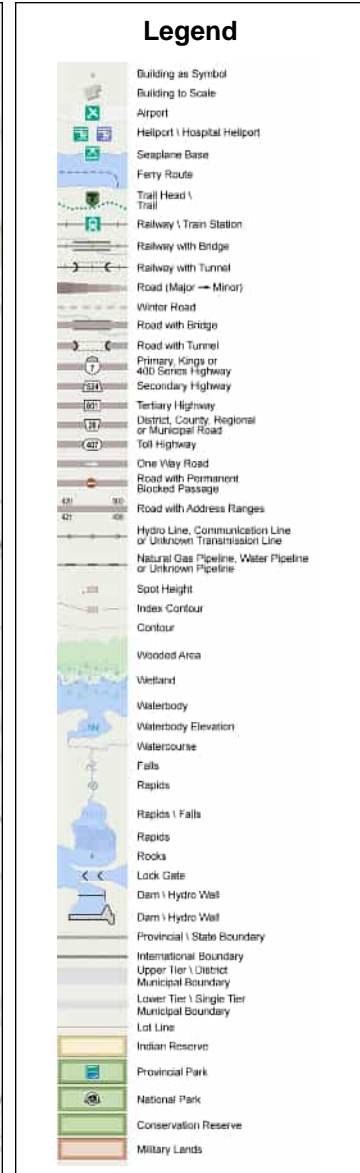 Legend
Building as Symbol
Building to Scale
Airport
Heliport \ Hospital Heliport
Seaplane Base
Ferry Route
Trail Head \
Trail
Railway \ Train Station
Railway with Bridge
Railway with Tunnel
Road (Major → Minor)
Winter Road
Road with Bridge
Road with Tunnel
7
Primary, Kings or
400 Series Highway
524
Secondary Highway
801
Tertiary Highway
28
District, County, Regional
or Municipal Road
407
Toll Highway
One Way Road
Road with Permanent
Blocked Passage
Road with Address Ranges
Hydro Line, Communication Line
or Unknown Transmission Line
Natural Gas Pipeline, Water Pipeline
or Unknown Pipeline
Spot Height
Index Contour
Contour
Wooded Area
Wetland
Waterbody
Waterbody Elevation
Watercourse
Falls
Rapids
Rapids \ Falls
Rapids
Rocks
Lock Gate
Dam \ Hydro Wall
Dam \ Hydro Wall
Provincial \ State Boundary
International Boundary
Upper Tier \ District
Municipal Boundary
Lower Tier \ Single Tier
Municipal Boundary
Lot Line
Indian Reserve
Provincial Park
National Park
Conservation Reserve
Military Lands